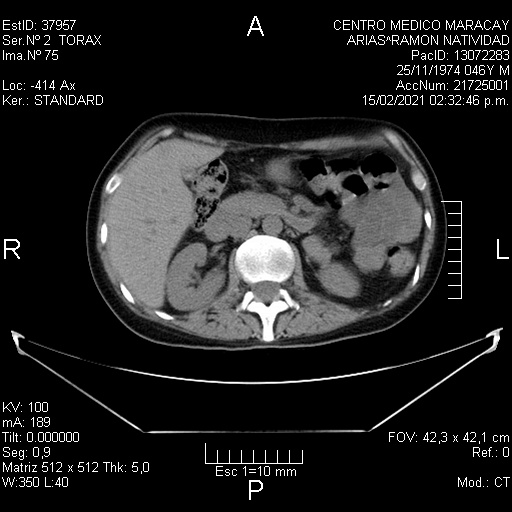 EstID: 37957
Ser.Nº 2 TORAX
Ima.Nº 75
Loc: -414 Ax
Ker.: STANDARD
A
CENTRO MEDICO MARACAY
ARIAS^RAMON NATIVIDAD
PacID: 13072283
25/11/1974 046Y M
AccNum: 21725001
15/02/2021 02:32:46 p.m.
R
L
KV: 100
mA: 189
Tilt: 0.000000
Seg: 0,9
Matriz 512 x 512 Thk: 5,0
W:350 L:40
Esc 1=10 mm
P
FOV: 42,3 x 42,1 cm
Ref.: 0
Mod.: CT